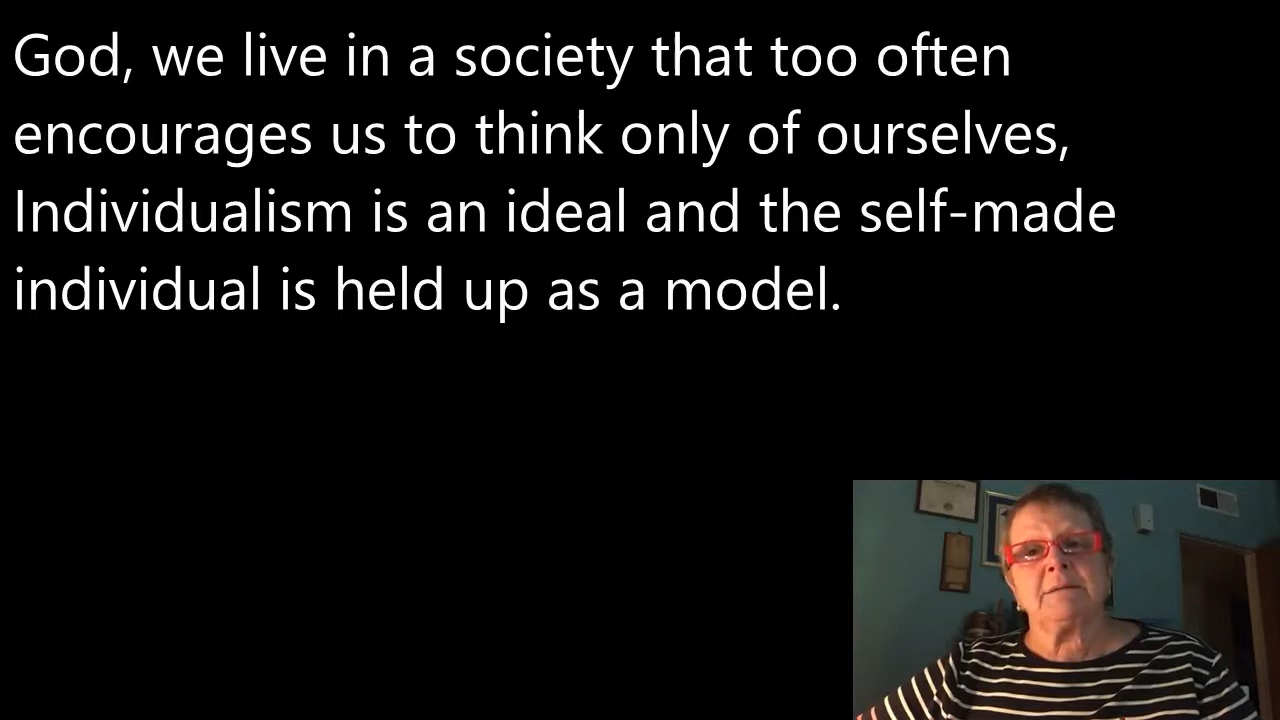 God, we live in a society that too often
encourages us to think only of ourselves,
Individualism is an ideal and the self-made
individual is held up as a model.